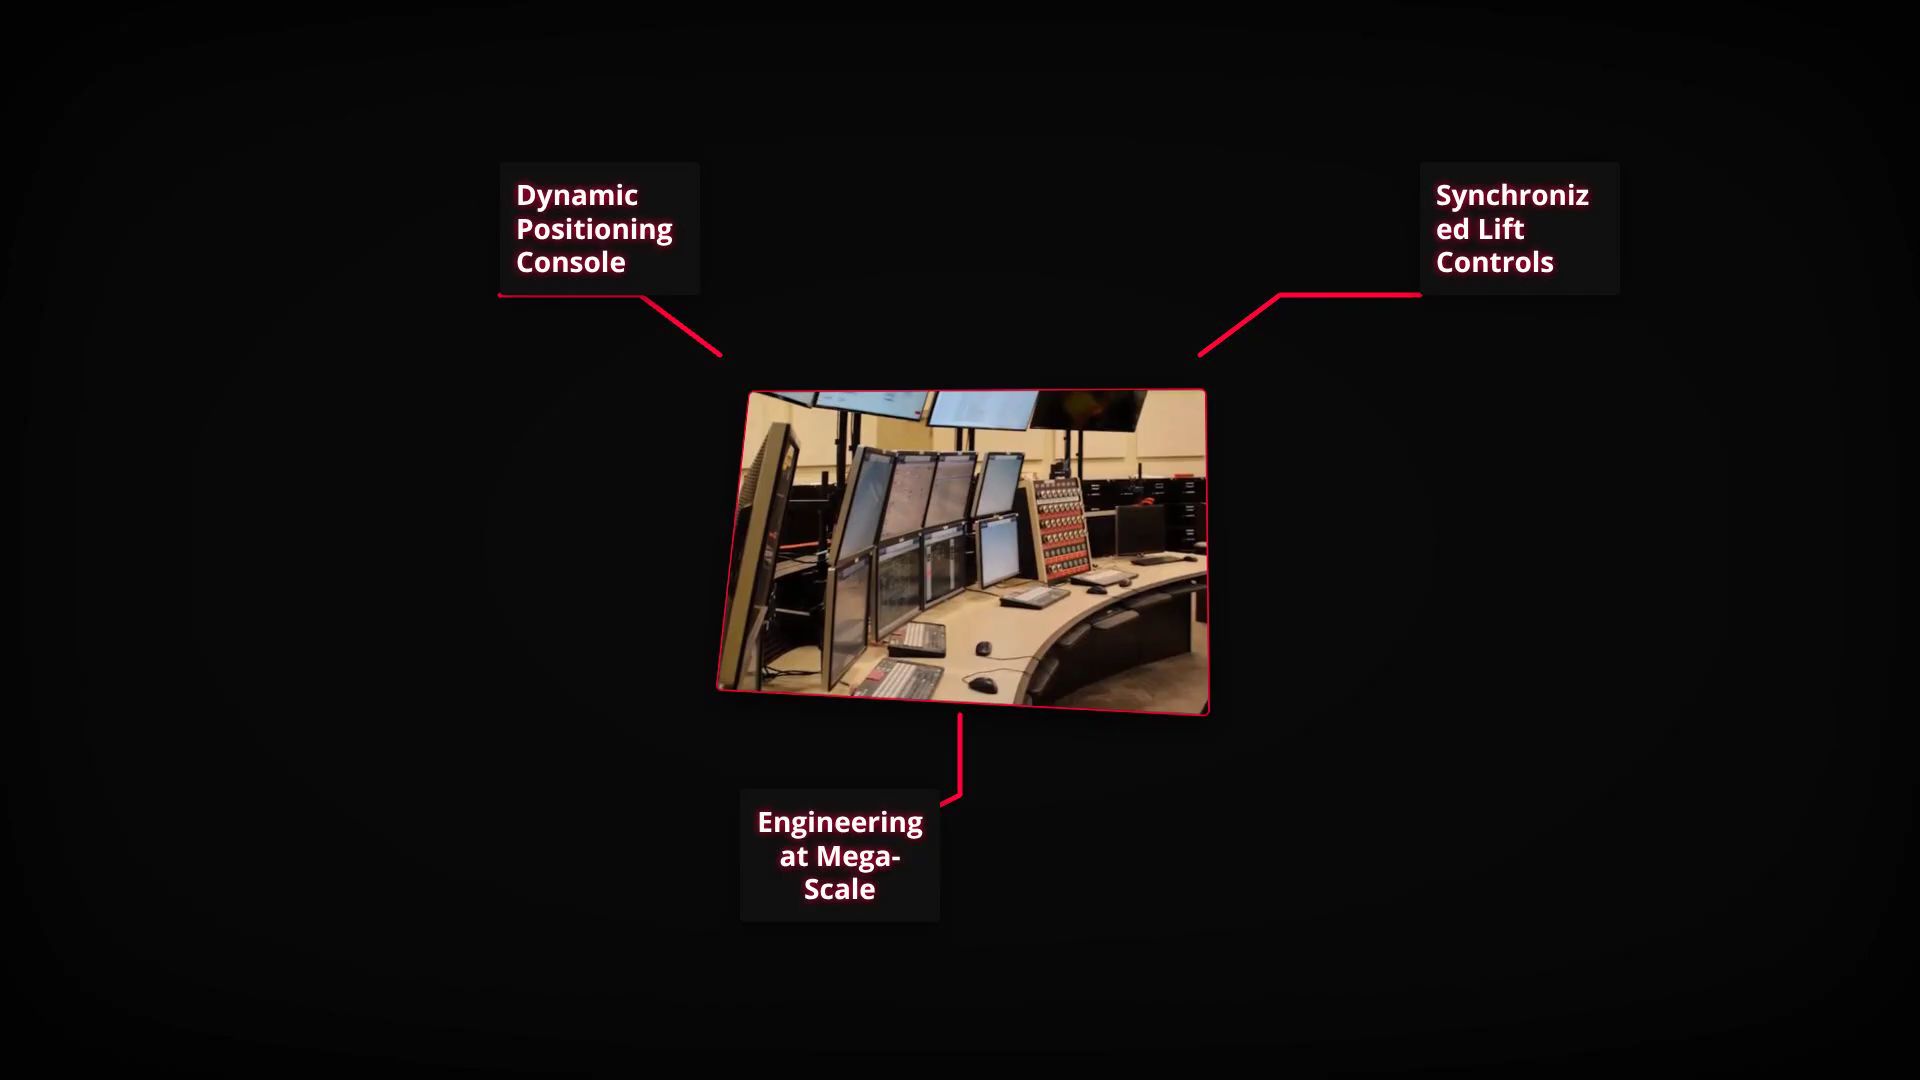 Dynamic
Positioning
Console
Synchroniz
ed Lift
Controls
Engineering
at Mega-
Scale